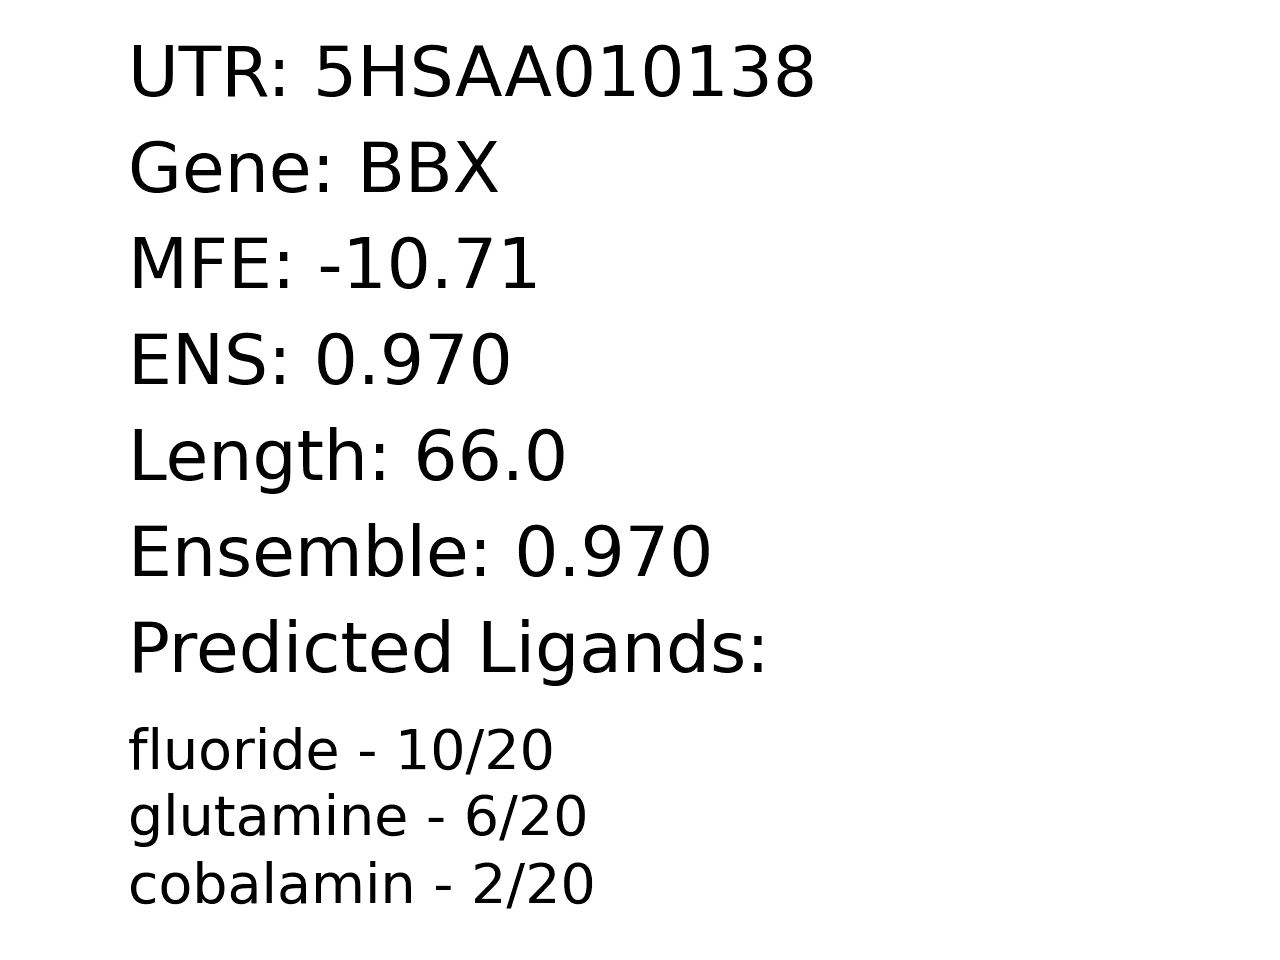 UTR: 5HSAA010138
Gene: BBX
MFE: -10.71
ENS: 0.970
Length: 66.0
Ensemble: 0.970
Predicted Ligands:
fluoride - 10/20
glutamine - 6/20
cobalamin - 2/20